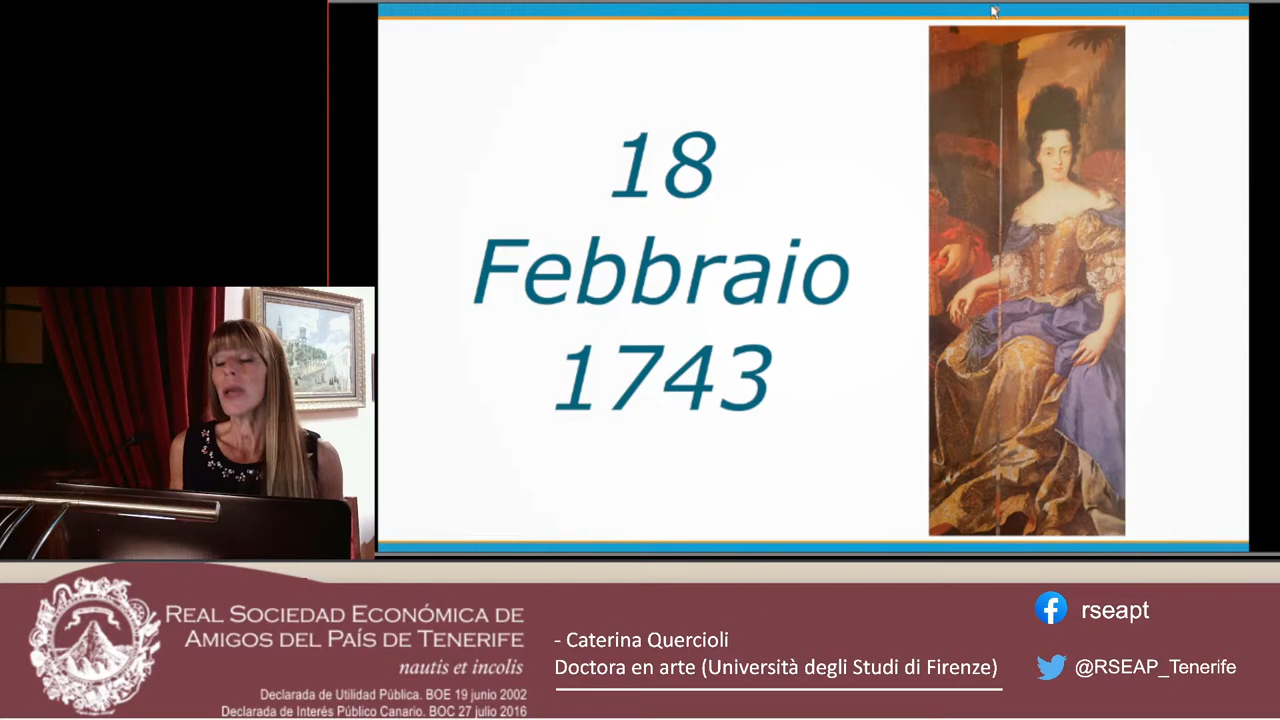 18
Febbraio
1743
REAL SOCIEDAD ECONÓMICA DE
AMIGOS DEL PAÍS DE TENERIFE
nautis et incolis
Declarada de Utilidad Pública. BOE 19 junio 2002
Declarada de Interés Público Canario. BOC 27 julio 2016
- Caterina Quercioli
Doctora en arte (Università degli Studi di Firenze)
rseapt
@RSEAP_Tenerife